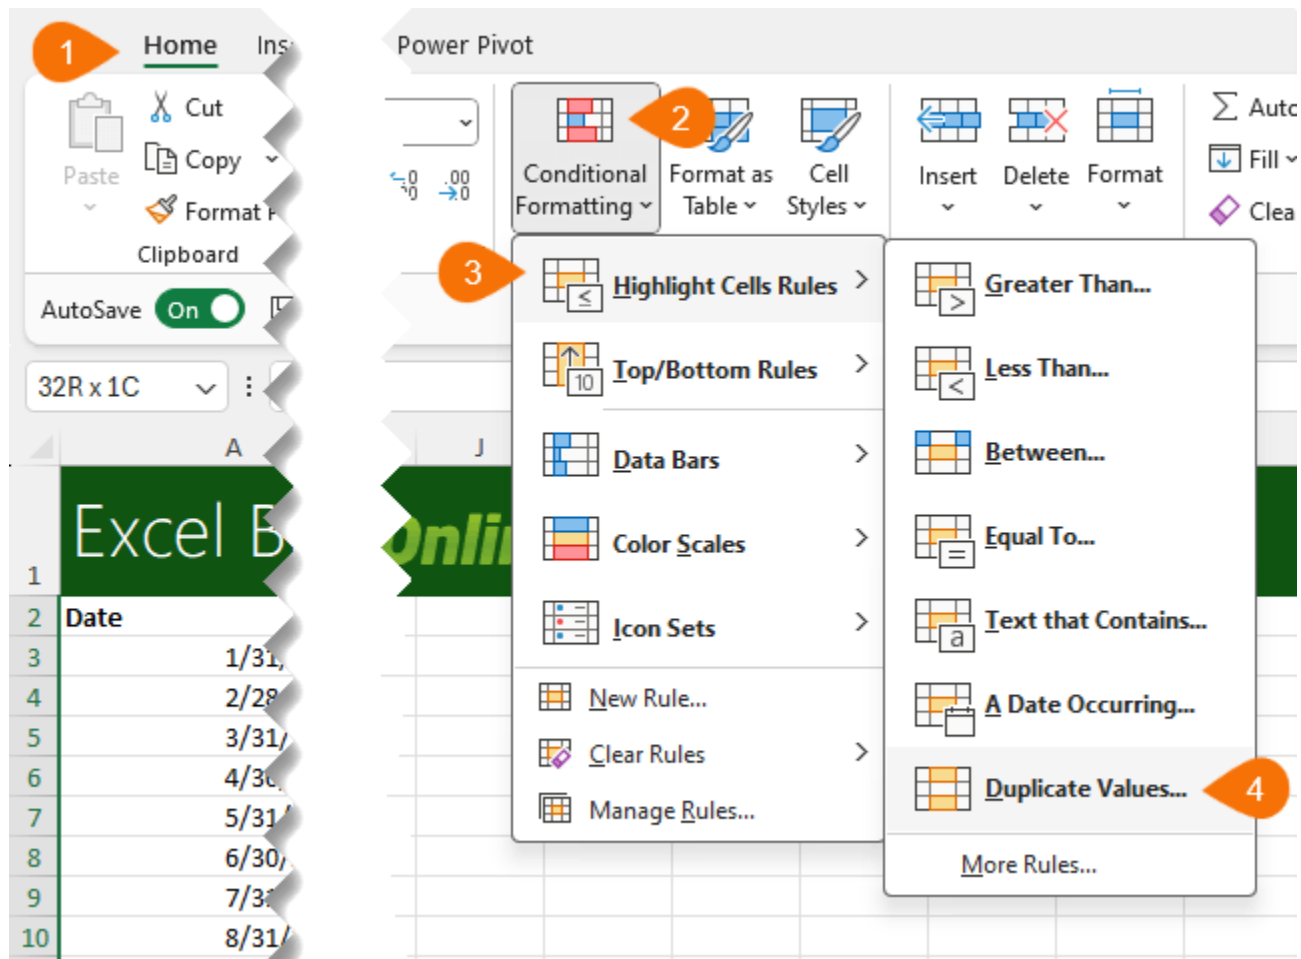 1
Home
Ins
Power Pivot
Cut
Copy
Paste
Format
Clipboard
2
Conditional
Formatting
Format as
Table
Cell
Styles
Insert
Delete
Format
Auto
Fill
Clea
AutoSave
On
32R x 1C
3
Highlight Cells Rules
Top/Bottom Rules
Data Bars
Color Scales
Icon Sets
New Rule...
Clear Rules
Manage Rules...
Greater Than...
Less Than...
Between...
Equal To...
Text that Contains...
A Date Occurring...
Duplicate Values...
4
More Rules...
A
J
1
Excel B
Onlin
2
Date
3
1/31/
4
2/28
5
3/31/
6
4/30
7
5/31/
8
6/30/
9
7/31
10
8/31/